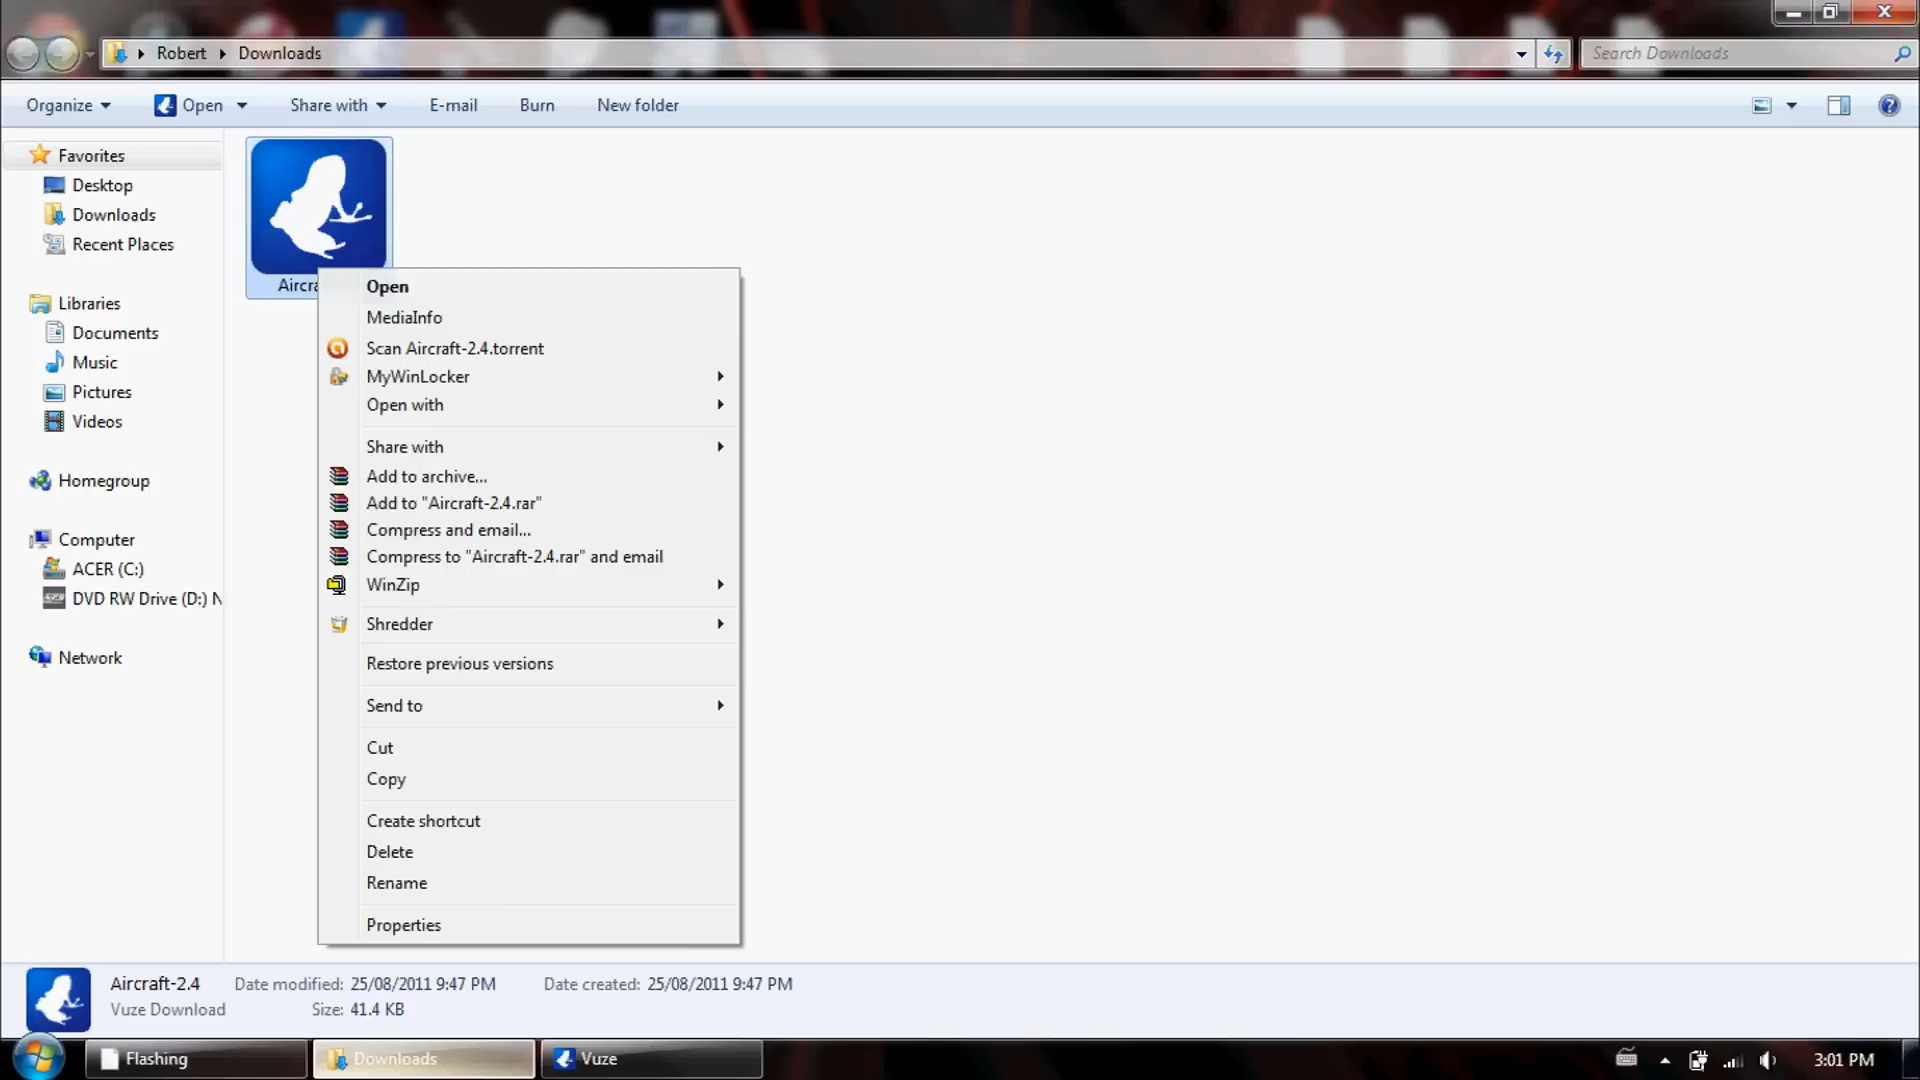 Robert
Downloads
Search Downloads
Organize
Open
Share with
E-mail
Burn
New folder
Favorites
Desktop
Downloads
Recent Places
Libraries
Documents
Music
Pictures
Videos
Homegroup
Computer
ACER (C:)
DVD RW Drive (D:) N
Network
Aircra
Open
MediaInfo
Scan Aircraft-2.4.torrent
MyWinLocker
Open with
Share with
Add to archive...
Add to "Aircraft-2.4.rar"
Compress and email...
Compress to "Aircraft-2.4.rar" and email
WinZip
Shredder
Restore previous versions
Send to
Cut
Copy
Create shortcut
Delete
Rename
Properties
Aircraft-2.4 Date modified: 25/08/2011 9:47 PM Date created: 25/08/2011 9:47 PM
Vuze Download Size: 41.4 KB
Flashing
Downloads
Vuze
3:01 PM